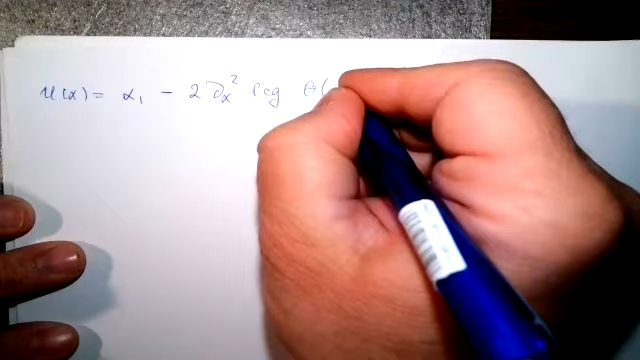 u(x) = α₁ - 2 ∂ₓ² log θ(